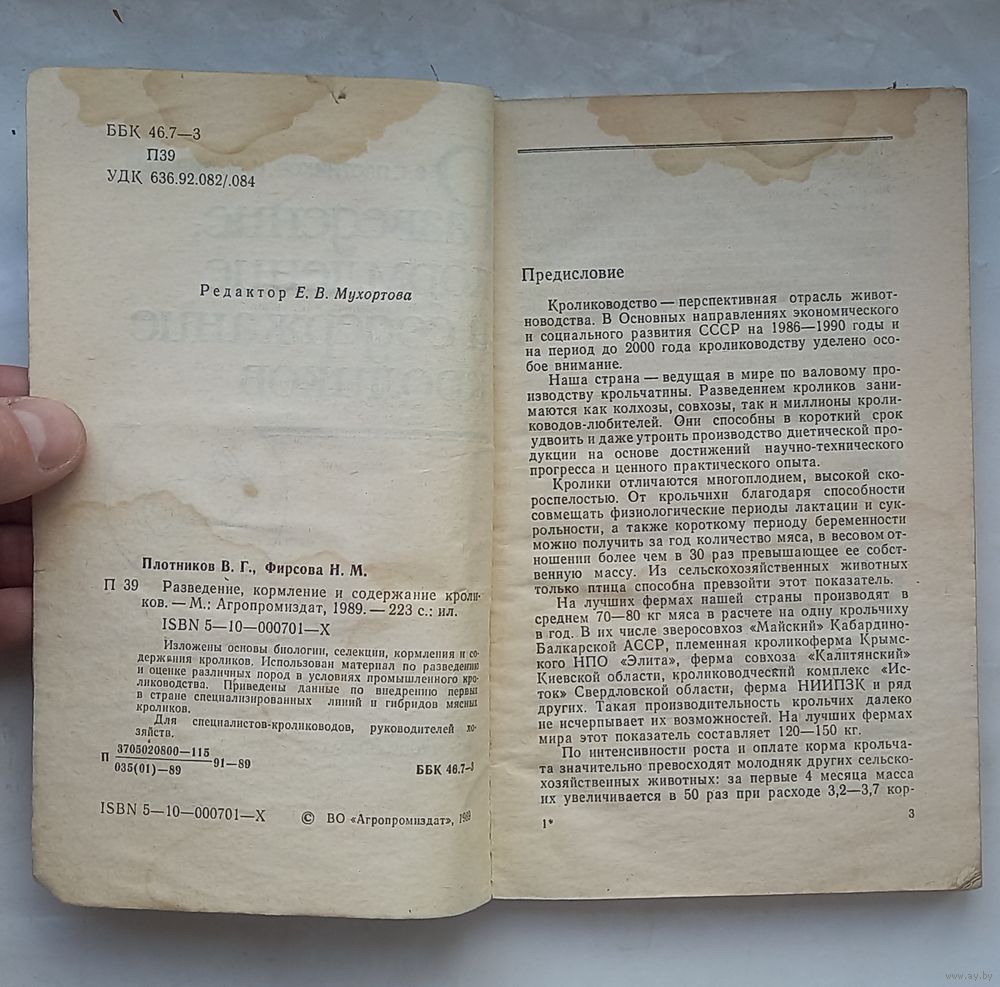 ББК 46.7—3
П39
УДК 636.92.082/.084
Редактор Е. В. Мухортова
Плотников В. Г., Фирсова Н. М.
П 39 Разведение, кормление и содержание кроли-
ков. — М.: Агропромиздат, 1989. — 223 с.: ил.
ISBN 5—10—000701—X
Изложены основы биологии, селекции, кормления и со-
держания кроликов. Использован материал по разведению
и оценке различных пород в условиях промышленного кро-
лиководства. Приведены данные по внедрению первых
в стране специализированных линий и гибридов мясных
кроликов.
Для специалистов-кролиководов, руководителей хо-
зяйств.
П 3705020800—115
035(01)—89
91—89
ББК 46.7—3
ISBN 5—10—000701—X
© ВО «Агропромиздат», 1989
Предисловие
Кролиководство — перспективная отрасль живот-
новодства. В Основных направлениях экономического
и социального развития СССР на 1986—1990 годы и
на период до 2000 года кролиководству уделено осо-
бое внимание.
Наша страна — ведущая в мире по валовому про-
изводству крольчатины. Разведением кроликов зани-
маются как колхозы, совхозы, так и миллионы кроли-
ководов-любителей. Они способны в короткий срок
удвоить и даже утроить производство диетической про-
дукции на основе достижений научно-технического
прогресса и ценного практического опыта.
Кролики отличаются многоплодием, высокой ско-
роспелостью. От крольчихи благодаря способности
совмещать физиологические периоды лактации и сук-
рольности, а также короткому периоду беременности
можно получить за год количество мяса, в весовом от-
ношении более чем в 30 раз превышающее ее собст-
венную массу. Из сельскохозяйственных животных
только птица способна превзойти этот показатель.
На лучших фермах нашей страны производят в
среднем 70—80 кг мяса в расчете на одну крольчиху
в год. В их числе зверосовхоз «Майский» Кабардино-
Балкарской АССР, племенная кроликоферма Крымс-
кого НПО «Элита», ферма совхоза «Калитянский»
Киевской области, кролиководческий комплекс «Ис-
ток» Свердловской области, ферма НИИПЗК и ряд
других. Такая производительность крольчих далеко
не исчерпывает их возможностей. На лучших фермах
мира этот показатель составляет 120—150 кг.
По интенсивности роста и оплате корма крольча-
та значительно превосходят молодняк других сельско-
хозяйственных животных: за первые 4 месяца масса
их увеличивается в 50 раз при расходе 3,2—3,7 кор-
1*
3
www.ay.by